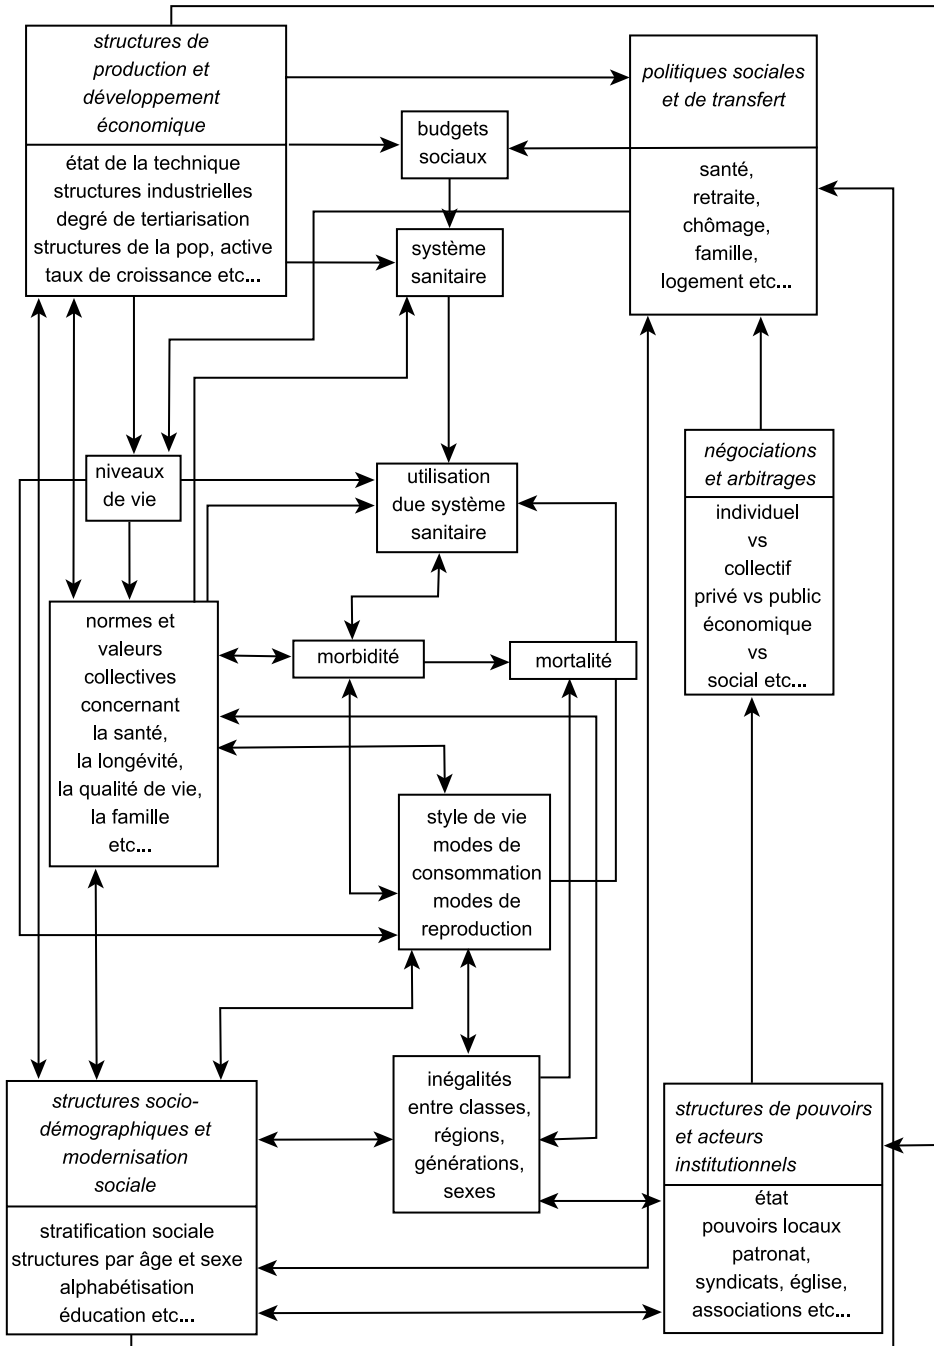 structures de
production et
développement
économique
état de la technique
structures industrielles
degré de tertiarisation
structures de la pop, active
taux de croissance etc...
budgets
sociaux
politiques sociales
et de transfert
santé,
retraite,
chômage,
famille,
logement etc...
système
sanitaire
niveaux
de vie
utilisation
due système
sanitaire
négociations
et arbitrages
individuel
vs
collectif
privé vs public
économique
vs
social etc...
normes et
valeurs
collectives
concernant
la santé,
la longévité,
la qualité de vie,
la famille
etc...
morbidité
mortalité
style de vie
modes de
consommation
modes de
reproduction
structures socio-
démographiques et
modernisation
sociale
stratification sociale
structures par âge et sexe
alphabétisation
éducation etc...
inégalités
entre classes,
régions,
générations,
sexes
structures de pouvoirs
et acteurs
institutionnels
état
pouvoirs locaux
patronat,
syndicats, église,
associations etc...